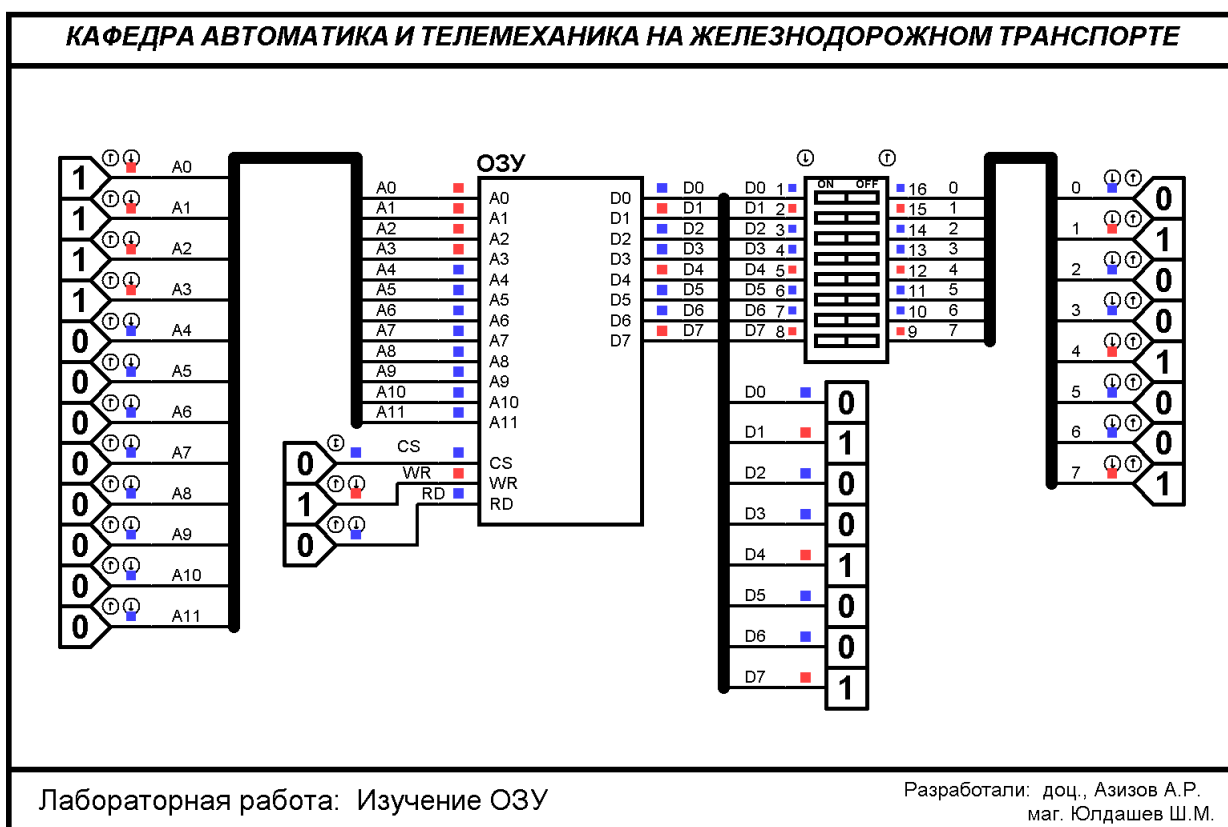 КАФЕДРА АВТОМАТИКА И ТЕЛЕМЕХАНИКА НА ЖЕЛЕЗНОДОРОЖНОМ ТРАНСПОРТЕ
1 A0
1 A1
1 A2
1 A3
0 A4
0 A5
0 A6
0 A7
0 A8
0 A9
0 A10
0 A11
ОЗУ
A0 A0 D0 D0 D0 1 ON OFF 16 0
A1 A1 D1 D1 D1 2 15 1
A2 A2 D2 D2 D2 3 14 2
A3 A3 D3 D3 D3 4 13 3
A4 A4 D4 D4 D4 5 12 4
A5 A5 D5 D5 D5 6 11 5
A6 A6 D6 D6 D6 7 10 6
A7 A7 D7 D7 D7 8 9 7
A8 A8
A9 A9
A10 A10
A11 A11
0 CS CS
1 WR WR
0 RD RD
D0 0
D1 1
D2 0
D3 0
D4 1
D5 0
D6 0
D7 1
0 0
1 1
2 0
3 0
4 1
5 0
6 0
7 1
Лабораторная работа: Изучение ОЗУ
Разработали: доц., Азизов А.Р.
маг. Юлдашев Ш.М.